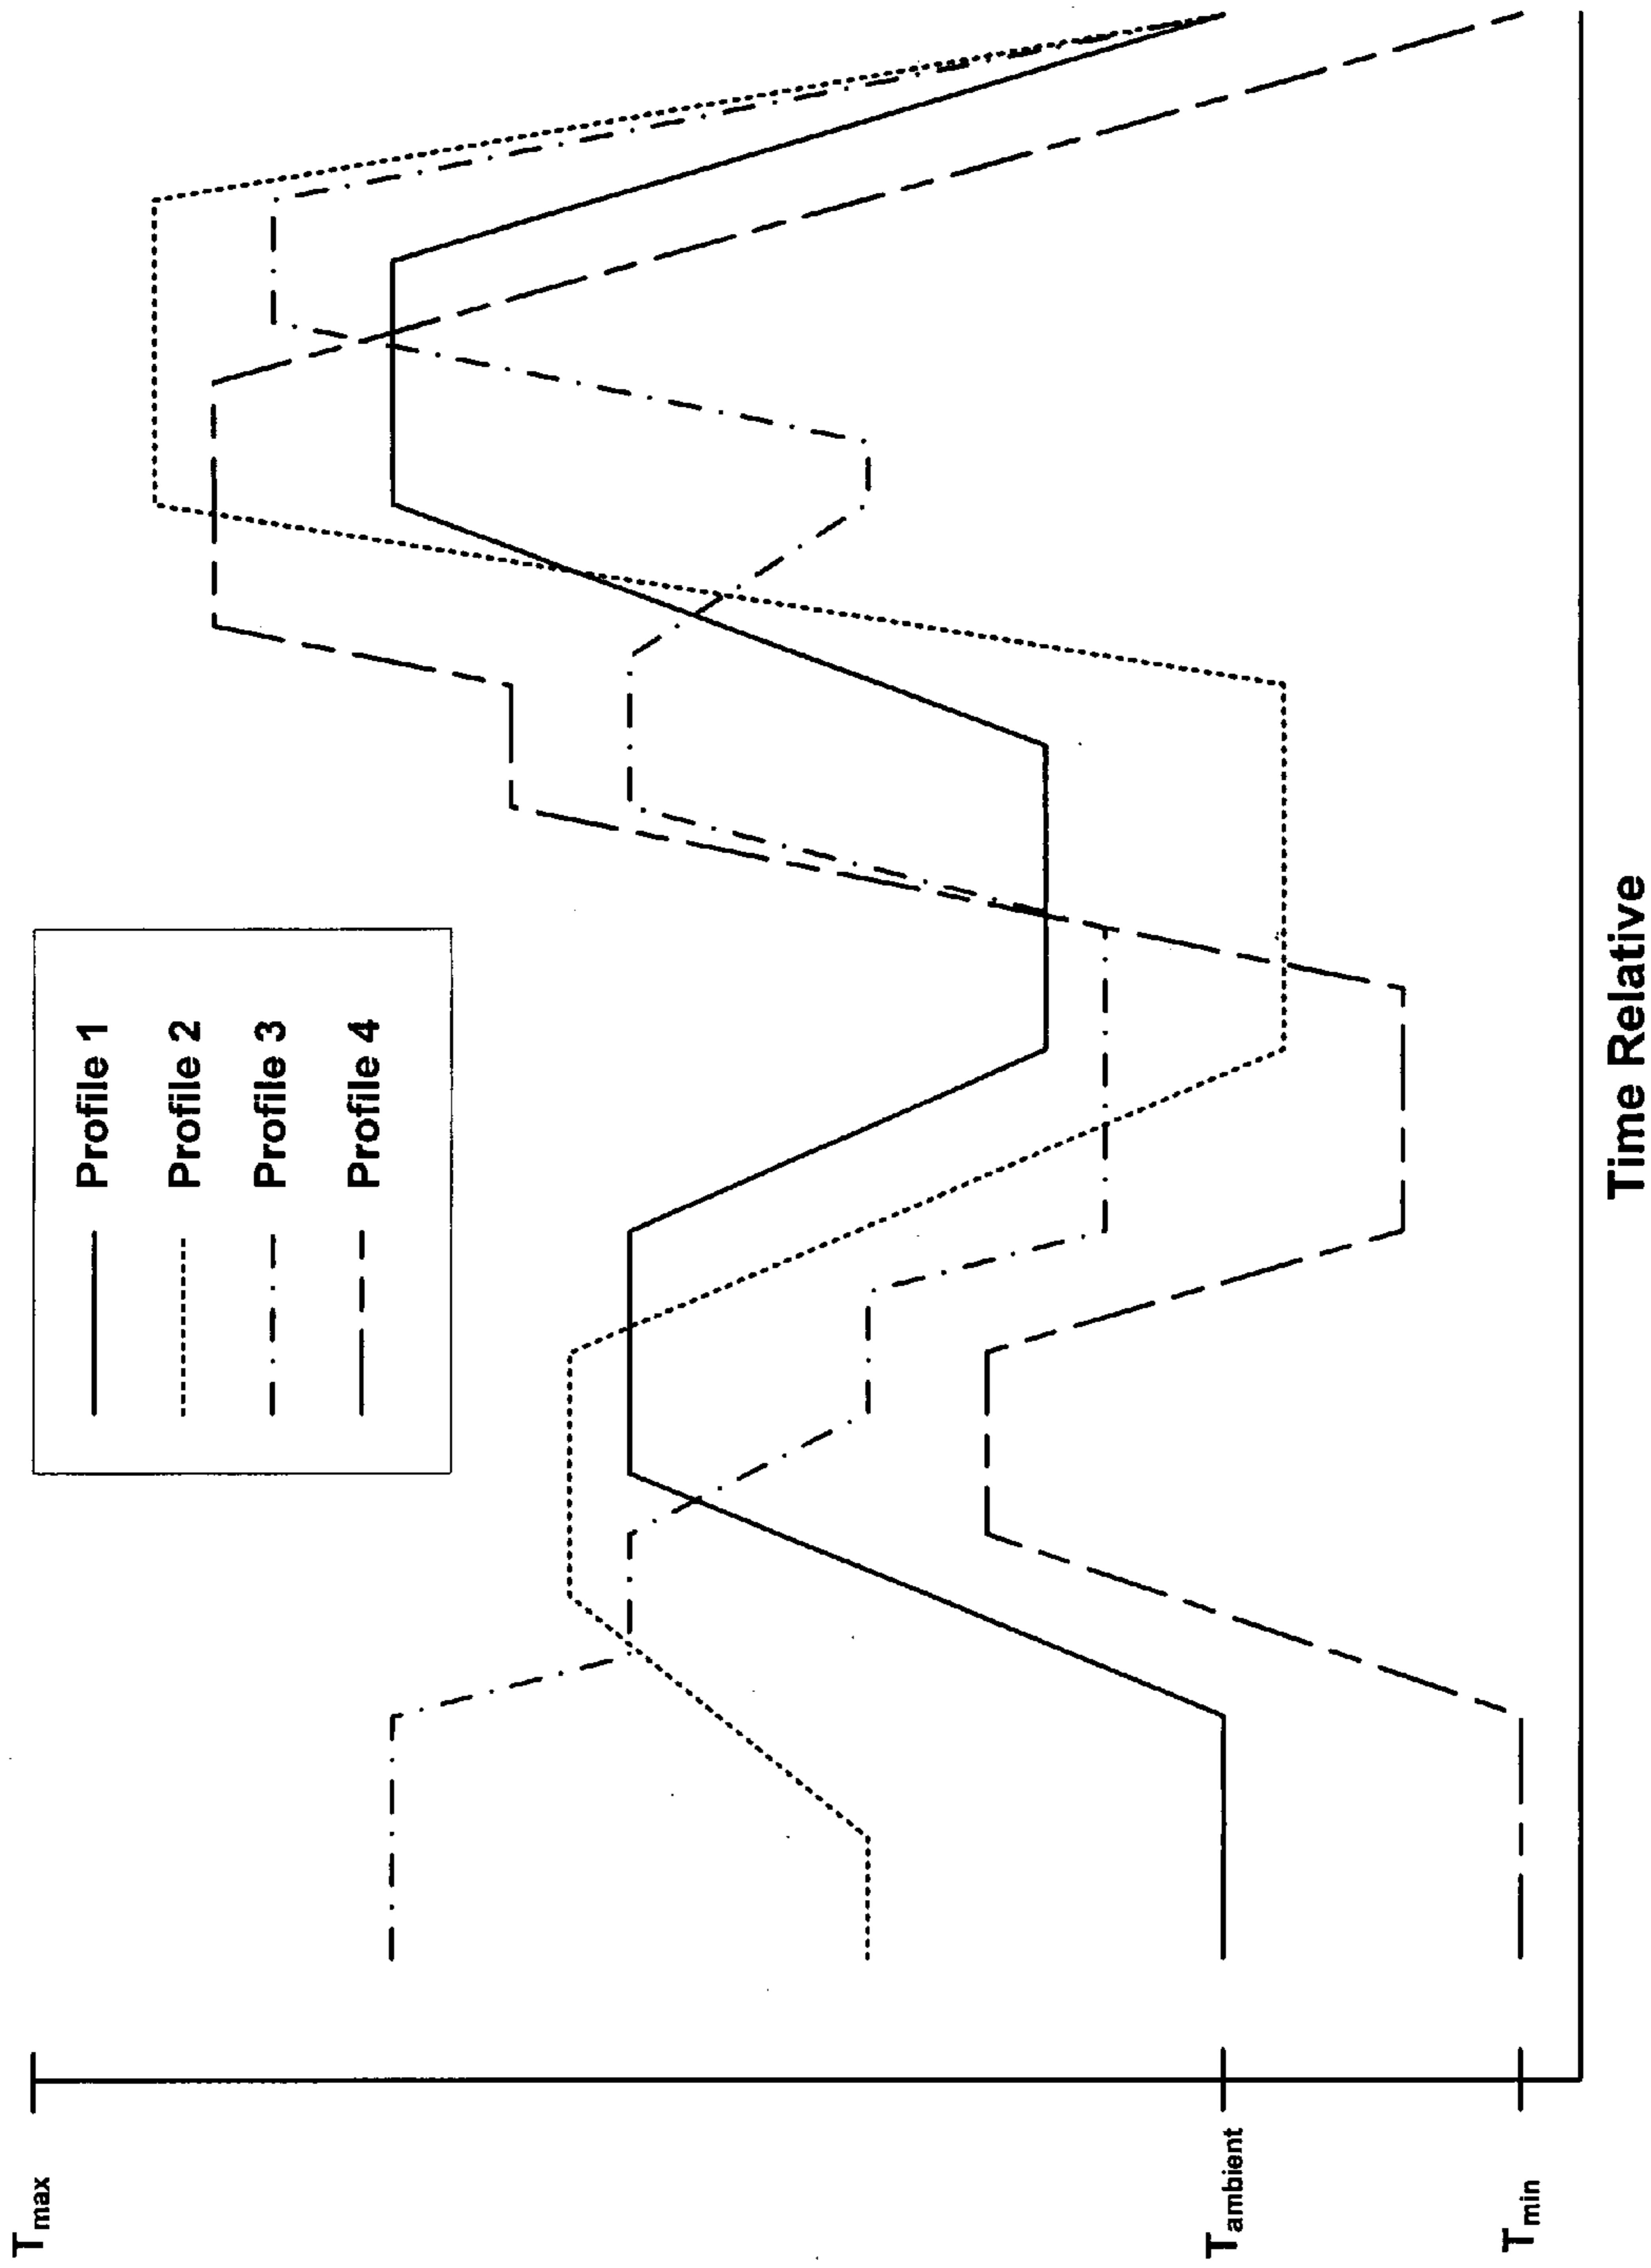 Tmax
Profile 1
Profile 2
Profile 3
Profile 4
Tambient
Tmin
Time Relative